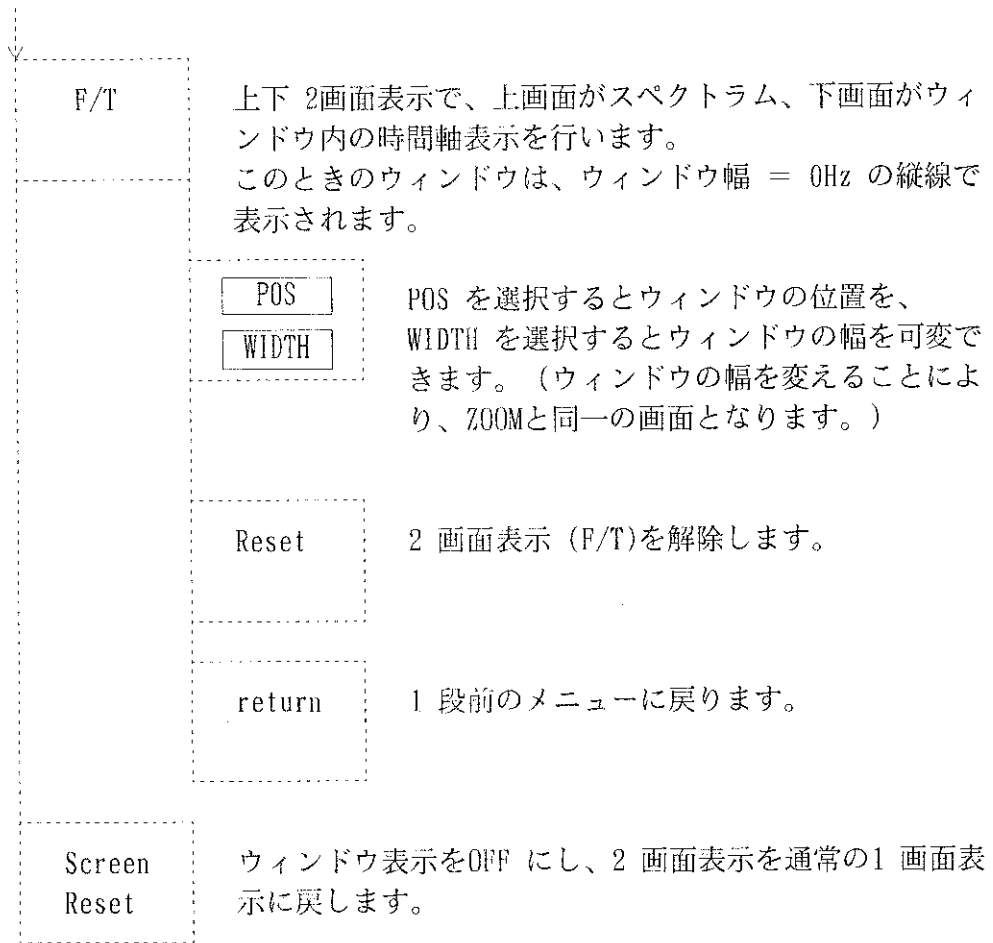 F/T
上下 2画面表示で、上画面がスペクトラム、下画面がウィ
ンドウ内の時間軸表示を行います。
このときのウィンドウは、ウィンドウ幅 = 0Hz の縦線で
表示されます。
POS
WIDTH
POS を選択するとウィンドウの位置を、
WIDTH を選択するとウィンドウの幅を可変で
きます。（ウィンドウの幅を変えることによ
り、ZOOMと同一の画面となります。）
Reset
2 画面表示 (F/T)を解除します。
return
1 段前のメニューに戻ります。
Screen
Reset
ウィンドウ表示をOFF にし、2 画面表示を通常の1 画面表
示に戻します。